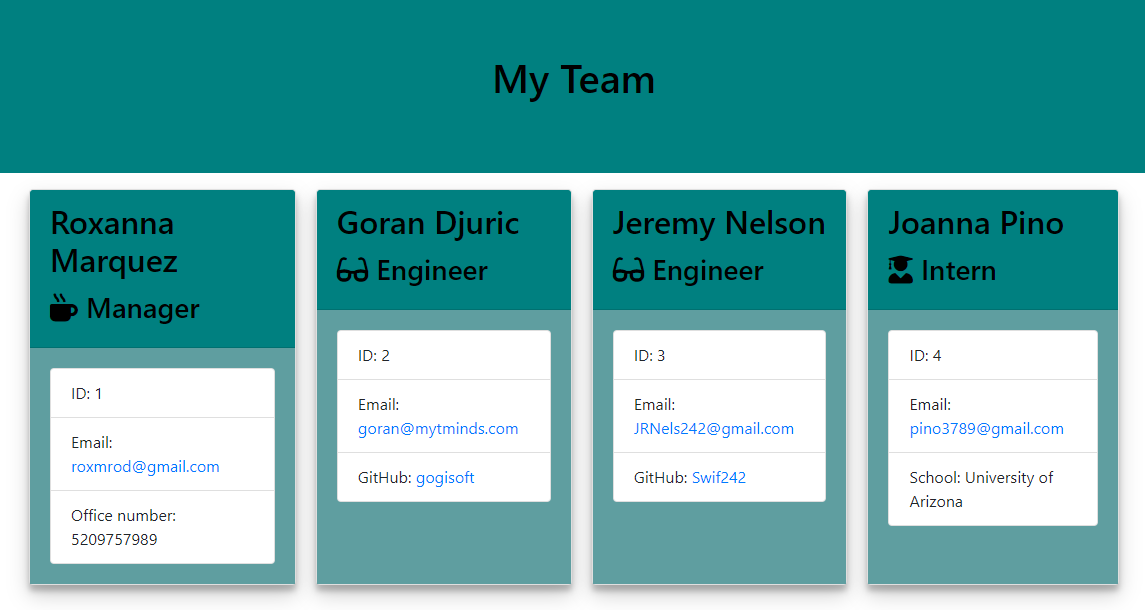 My Team
Roxanna
Marquez
Manager
ID: 1
Email:
roxmrod@gmail.com
Office number:
5209757989
Goran Djuric
Engineer
ID: 2
Email:
goran@mytminds.com
GitHub: gogisoft
Jeremy Nelson
Engineer
ID: 3
Email:
JRNels242@gmail.com
GitHub: Swif242
Joanna Pino
Intern
ID: 4
Email:
pino3789@gmail.com
School: University of
Arizona